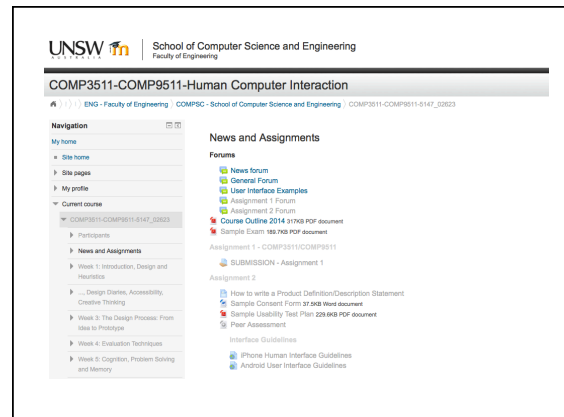 UNSW
AUSTRALIA
School of Computer Science and Engineering
Faculty of Engineering
COMP3511-COMP9511-Human Computer Interaction
ENG - Faculty of Engineering
COMPSC - School of Computer Science and Engineering
COMP3511-COMP9511-5147_02623
Navigation
My home
Site home
Site pages
My profile
Current course
COMP3511-COMP9511-5147_02623
Participants
News and Assignments
Week 1: Introduction, Design and
Heuristics
..., Design Diaries, Accessibility,
Creative Thinking
Week 3: The Design Process: From
Idea to Prototype
Week 4: Evaluation Techniques
Week 5: Cognition, Problem Solving
and Memory
News and Assignments
Forums
News forum
General Forum
User Interface Examples
Assignment 1 Forum
Assignment 2 Forum
Course Outline 2014 317KB PDF document
Sample Exam 189.7KB PDF document
Assignment 1 - COMP3511/COMP9511
SUBMISSION - Assignment 1
Assignment 2
How to write a Product Definition/Description Statement
Sample Consent Form 37.5KB Word document
Sample Usability Test Plan 229.6KB PDF document
Peer Assessment
Interface Guidelines
iPhone Human Interface Guidelines
Android User Interface Guidelines